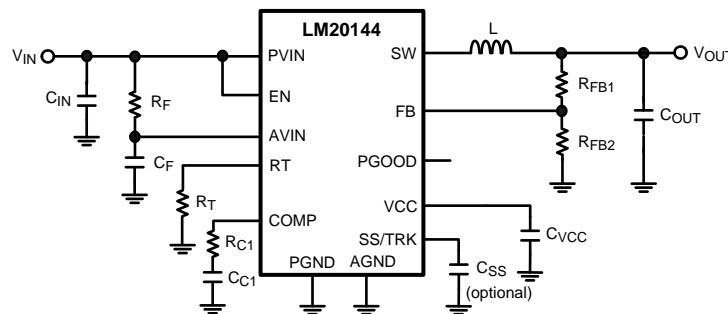 LM20144
VIN
PVIN
SW
L
VOUT
CIN
RF
EN
RFB1
FB
COUT
AVIN
CF
RFB2
RT
PGOOD
RT
VCC
COMP
CVCC
RC1
SS/TRK
CC1
PGND
AGND
CSS
(optional)